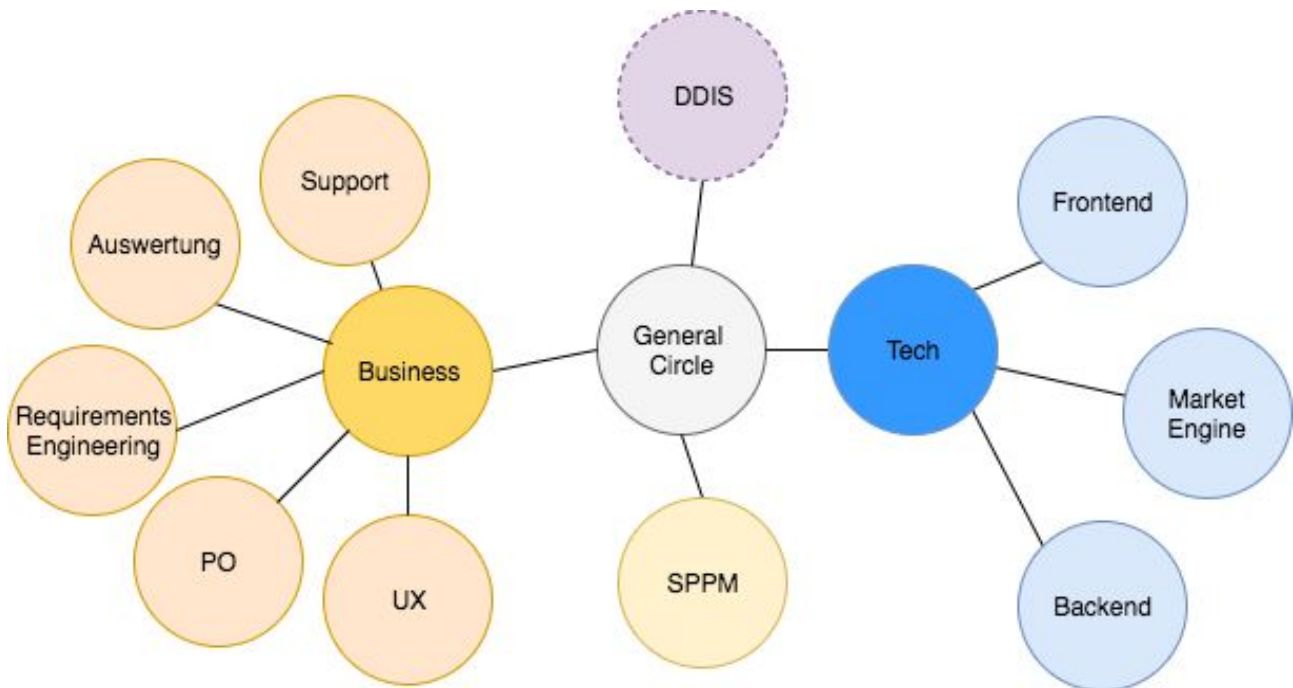 DDIS
Support
Frontend
Auswertung
General
Circle
Tech
Business
Market
Engine
Requirements
Engineering
PO
UX
SPPM
Backend